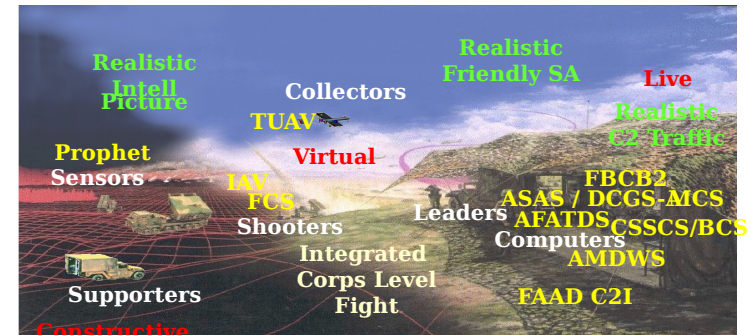 Realistic
Intell
Picture
Collectors
Realistic
Friendly SA
Live
TUAV
Realistic
C2 Traffic
Prophet
Sensors
Virtual
IAV
FCS
Shooters
FBCB2
ASAS / DCGS-A
MCS
Leaders
AFATDS
CSSCS/BCS
Computers
AMDWS
Integrated
Corps Level
Fight
Supporters
FAAD C2I
Constructive